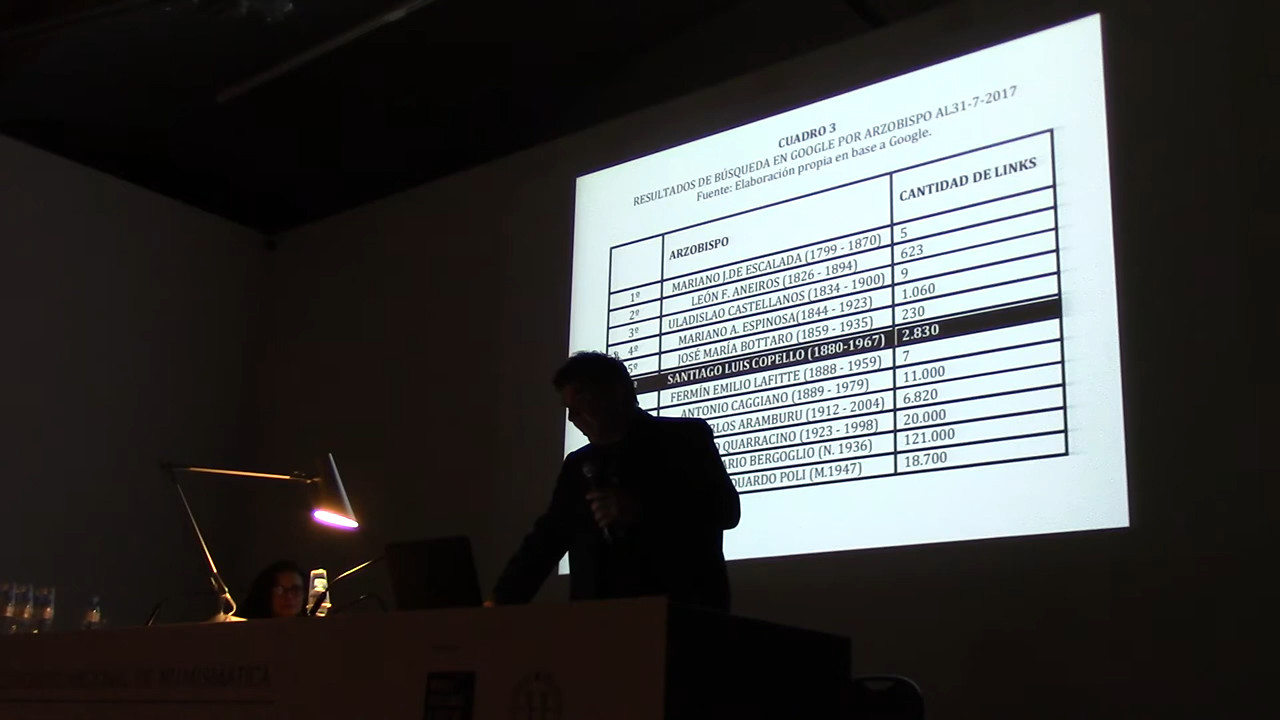 CUADRO 3
RESULTADOS DE BÚSQUEDA EN GOOGLE POR ARZOBISPO AL31-7-2017
Fuente: Elaboración propia en base a Google.
ARZOBISPO CANTIDAD DE LINKS
1º MARIANO J.DE ESCALADA (1799 - 1870) 5
2º LEÓN F. ANEIROS (1826 - 1894) 623
3º ULADISLAO CASTELLANOS (1834 - 1900) 9
4º MARIANO A. ESPINOSA(1844 - 1923) 1.060
5º JOSÉ MARÍA BOTTARO (1859 - 1935) 230
SANTIAGO LUIS COPELLO (1880-1967) 2.830
FERMÍN EMILIO LAFITTE (1888 - 1959) 7
ANTONIO CAGGIANO (1889 - 1979) 11.000
RLOS ARAMBURU (1912 - 2004) 6.820
QUARRACINO (1923 - 1998) 20.000
ARIO BERGOGLIO (N. 1936) 121.000
DUARDO POLI (M.1947) 18.700